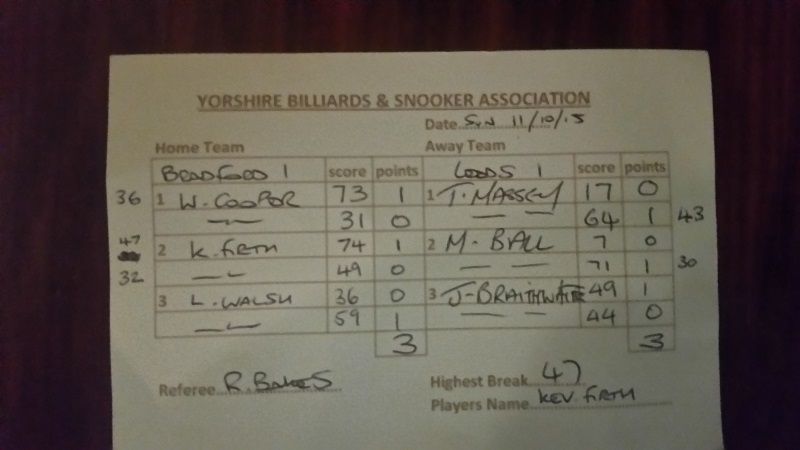 YORSHIRE BILLIARDS & SNOOKER ASSOCIATION
Date SUN 11/10/15
Home Team Away Team
BRADFORD 1 score points LEEDS 1 score points
36 1 W. COOPER 73 1 1 T. MASSEY 17 0
— 31 0 — — 64 1 43
47 2 K. FIRTH 74 1 2 M. BALL 7 0
32 — 49 0 — — 71 1 30
3 L. WALSH 36 0 3 J-BRAITHWAITE 49 1
— 59 1 — — 44 0
3 3
Referee R. Highest Break 47
Players Name KEV. FIRTH